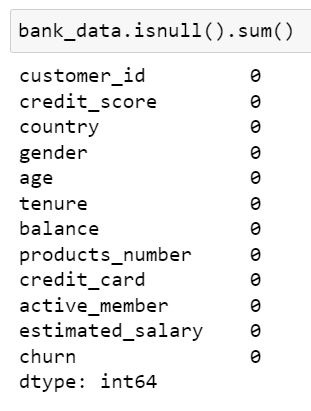 bank_data.isnull().sum()
customer_id 0
credit_score 0
country 0
gender 0
age 0
tenure 0
balance 0
products_number 0
credit_card 0
active_member 0
estimated_salary 0
churn 0
dtype: int64